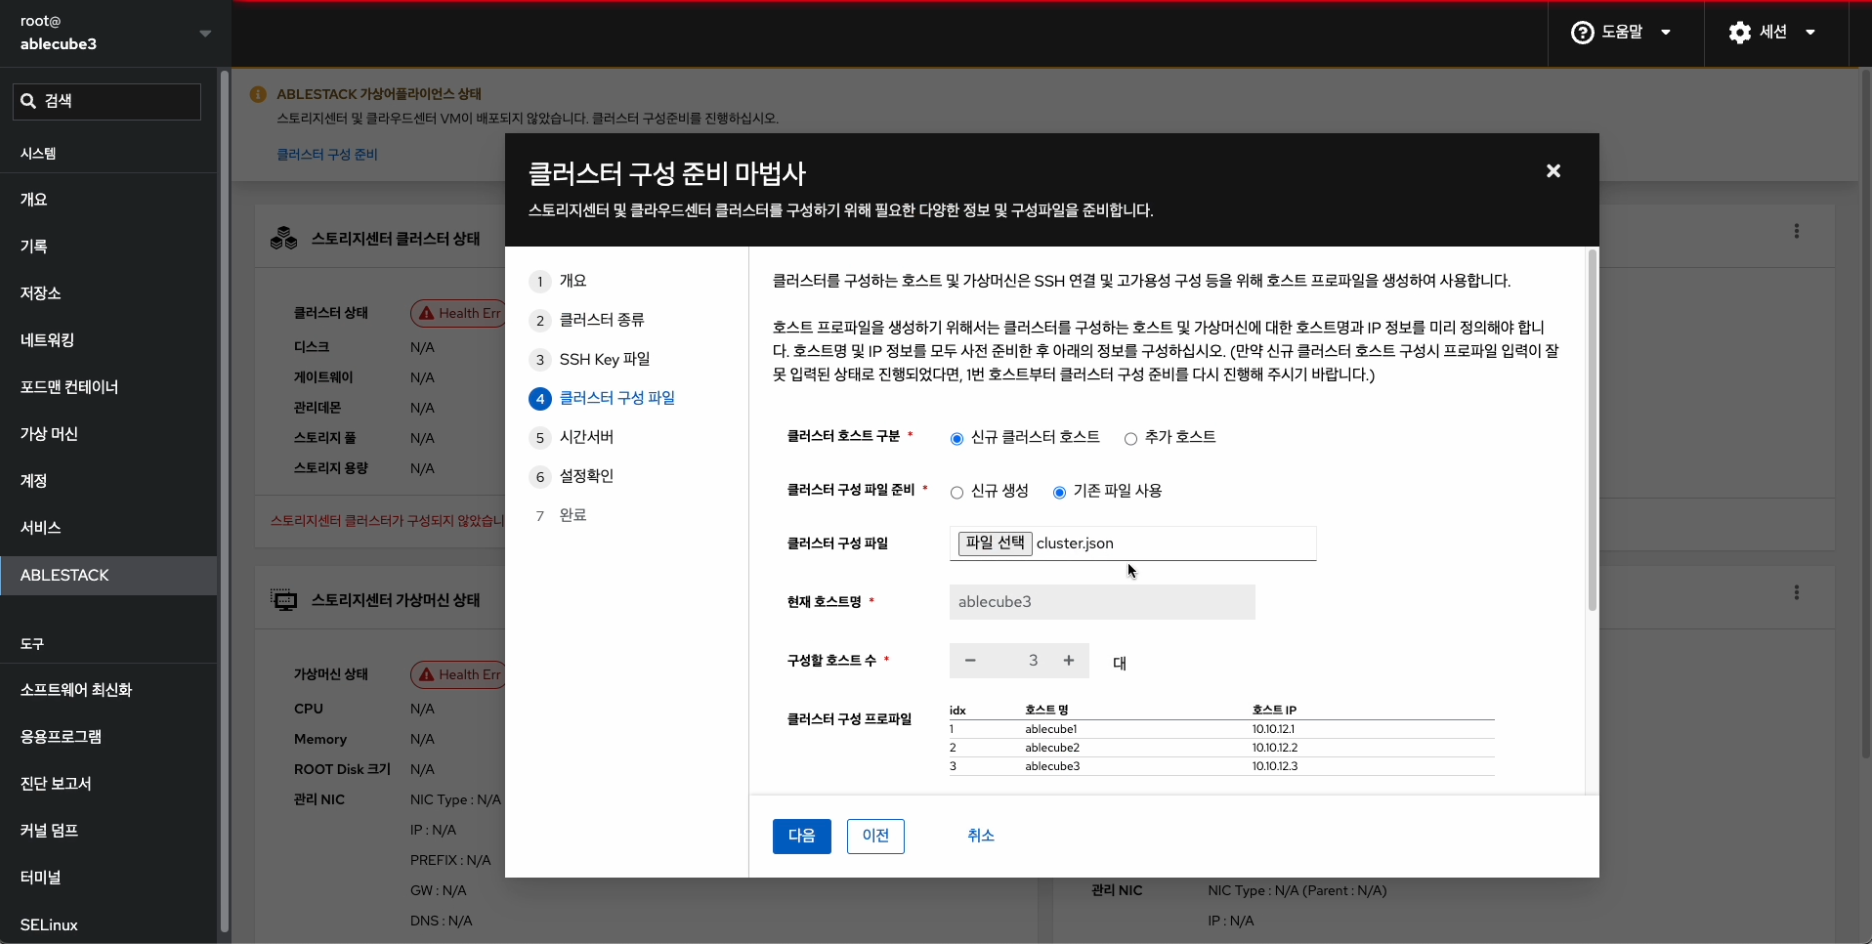 root@
ablecube3
도움말
세션
검색
시스템
개요
기록
저장소
네트워킹
포드맨 컨테이너
가상 머신
계정
서비스
ABLESTACK
도구
소프트웨어 최신화
응용프로그램
진단 보고서
커널 덤프
터미널
SELinux
ABLESTACK 가상어플라이언스 상태
스토리지센터 및 클라우드센터 VM이 배포되지 않았습니다. 클러스터 구성준비를 진행하십시오.
클러스터 구성 준비
스토리지센터 클러스터 상태
클러스터 상태 Health Err
디스크 N/A
게이트웨이 N/A
관리데몬 N/A
스토리지 풀 N/A
스토리지 용량 N/A
스토리지센터 클러스터가 구성되지 않았습니
스토리지센터 가상머신 상태
가상머신 상태 Health Err
CPU N/A
Memory N/A
ROOT Disk 크기 N/A
관리 NIC NIC Type : N/A
IP : N/A
PREFIX : N/A
GW : N/A
DNS : N/A
클러스터 구성 준비 마법사
스토리지센터 및 클라우드센터 클러스터를 구성하기 위해 필요한 다양한 정보 및 구성파일을 준비합니다.
1 개요
2 클러스터 종류
3 SSH Key 파일
4 클러스터 구성 파일
5 시간서버
6 설정확인
7 완료
클러스터를 구성하는 호스트 및 가상머신은 SSH 연결 및 고가용성 구성 등을 위해 호스트 프로파일을 생성하여 사용합니다.
호스트 프로파일을 생성하기 위해서는 클러스터를 구성하는 호스트 및 가상머신에 대한 호스트명과 IP 정보를 미리 정의해야 합니
다. 호스트명 및 IP 정보를 모두 사전 준비한 후 아래의 정보를 구성하십시오. (만약 신규 클러스터 호스트 구성시 프로파일 입력이 잘
못 입력된 상태로 진행되었다면, 1번 호스트부터 클러스터 구성 준비를 다시 진행해 주시기 바랍니다.)
클러스터 호스트 구분 * 신규 클러스터 호스트 추가 호스트
클러스터 구성 파일 준비 * 신규 생성 기존 파일 사용
클러스터 구성 파일 파일 선택 cluster.json
현재 호스트명 * ablecube3
구성할 호스트 수 * − 3 + 대
클러스터 구성 프로파일
idx 호스트 명 호스트 IP
1 ablecube1 10.10.12.1
2 ablecube2 10.10.12.2
3 ablecube3 10.10.12.3
다음 이전 취소
관리 NIC NIC Type : N/A (Parent : N/A)
IP : N/A